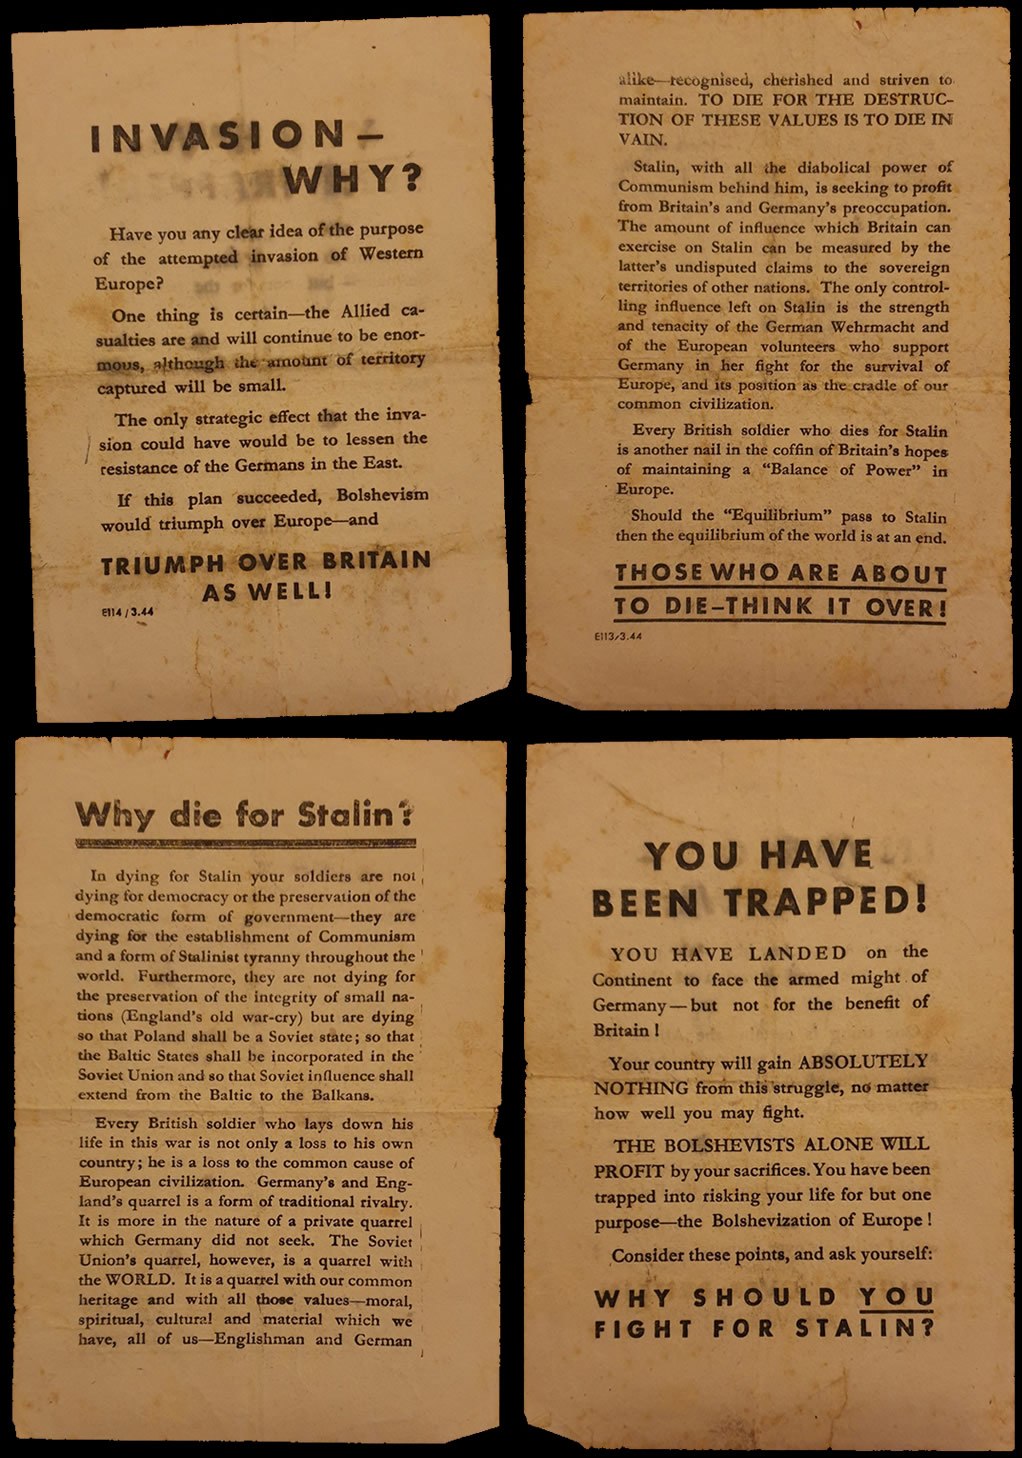 INVASION—
WHY?
Have you any clear idea of the purpose
of the attempted invasion of Western
Europe?
One thing is certain—the Allied ca-
sualties are and will continue to be enor-
mous, although the amount of territory
captured will be small.
The only strategic effect that the inva-
sion could have would be to lessen the
resistance of the Germans in the East.
If this plan succeeded, Bolshevism
would triumph over Europe—and
TRIUMPH OVER BRITAIN
AS WELL!
E114/3.44
alike—recognised, cherished and striven to
maintain. TO DIE FOR THE DESTRUC-
TION OF THESE VALUES IS TO DIE IN
VAIN.
Stalin, with all the diabolical power of
Communism behind him, is seeking to profit
from Britain's and Germany's preoccupation.
The amount of influence which Britain can
exercise on Stalin can be measured by the
latter's undisputed claims to the sovereign
territories of other nations. The only control-
ling influence left on Stalin is the strength
and tenacity of the German Wehrmacht and
of the European volunteers who support
Germany in her fight for the survival of
Europe, and its position as the cradle of our
common civilization.
Every British soldier who dies for Stalin
is another nail in the coffin of Britain's hopes
of maintaining a "Balance of Power" in
Europe.
Should the "Equilibrium" pass to Stalin
then the equilibrium of the world is at an end.
THOSE WHO ARE ABOUT
TO DIE—THINK IT OVER!
E113/3.44
Why die for Stalin?
In dying for Stalin your soldiers are not
dying for democracy or the preservation of the
democratic form of government—they are
dying for the establishment of Communism
and a form of Stalinist tyranny throughout the
world. Furthermore, they are not dying for
the preservation of the integrity of small na-
tions (England's old war-cry) but are dying
so that Poland shall be a Soviet state; so that
the Baltic States shall be incorporated in the
Soviet Union and so that Soviet influence shall
extend from the Baltic to the Balkans.
Every British soldier who lays down his
life in this war is not only a loss to his own
country; he is a loss to the common cause of
European civilization. Germany's and Eng-
land's quarrel is a form of traditional rivalry.
It is more in the nature of a private quarrel
which Germany did not seek. The Soviet
Union's quarrel, however, is a quarrel with
the WORLD. It is a quarrel with our common
heritage and with all those values—moral,
spiritual, cultural and material which we
have, all of us—Englishman and German
YOU HAVE
BEEN TRAPPED!
YOU HAVE LANDED on the
Continent to face the armed might of
Germany—but not for the benefit of
Britain!
Your country will gain ABSOLUTELY
NOTHING from this struggle, no matter
how well you may fight.
THE BOLSHEVISTS ALONE WILL
PROFIT by your sacrifices. You have been
trapped into risking your life for but one
purpose—the Bolshevization of Europe!
Consider these points, and ask yourself:
WHY SHOULD YOU
FIGHT FOR STALIN?